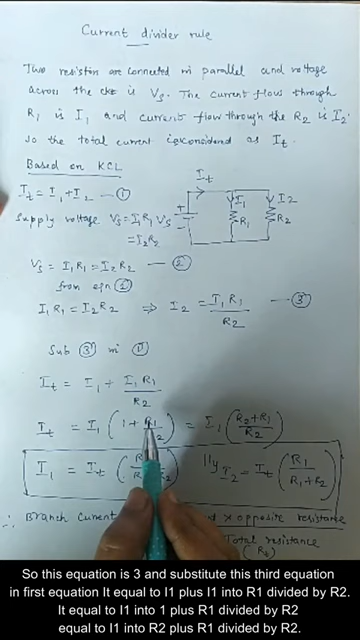 Current divider rule
Two resistors are connected in parallel and voltage
across the ckt is Vs. The current flows through
R1 is I1 and current flow through the R2 is I2
so the total current is considered as It.
Based on KCL
It = I1 + I2 — ①
Supply voltage Vs = I1R1
= I2R2
It
I1
I2
+
Vs
-
R1
R2
Vs = I1R1 = I2R2 — ②
from eqn ②
I1R1 = I2R2 ⇒ I2 = I1R1 / R2 — ③
Sub ③ in ①
It = I1 + I1R1 / R2
It = I1 (1 + R1 / R2) = I1 (R2+R1 / R2)
I1 = It (R2) lly I2 = It (R1 / R1+R2)
∴ Branch Current × opposite resistance
Total resistance
So this equation is 3 and substitute this third equation
in first equation It equal to I1 plus I1 into R1 divided by R2.
It equal to I1 into 1 plus R1 divided by R2
equal to I1 into R2 plus R1 divided by R2.